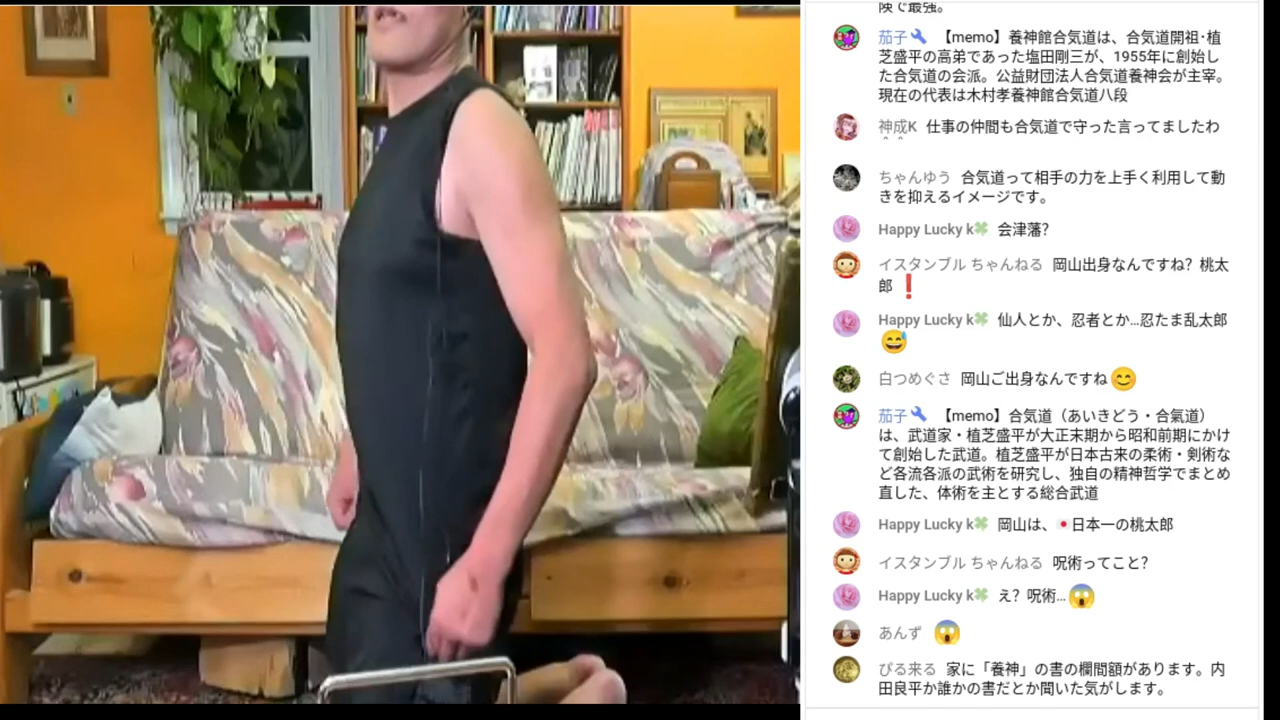 険で最強。
茄子🔧 【memo】養神館合気道は、合気道開祖･植
芝盛平の高弟であった塩田剛三が、1955年に創始し
た合気道の会派。公益財団法人合気道養神会が主宰。
現在の代表は木村孝養神館合気道八段
神成K 仕事の仲間も合気道で守った言ってましたわ
^ ^
ちゃんゆう 合気道って相手の力を上手く利用して動
きを抑えるイメージです。
Happy Lucky k🍀 会津藩?
イスタンブル ちゃんねる 岡山出身なんですね? 桃太
郎❗
Happy Lucky k🍀 仙人とか、忍者とか…忍たま乱太郎
😅
白つめぐさ 岡山ご出身なんですね😊
茄子🔧 【memo】合気道（あいきどう・合氣道）
は、武道家・植芝盛平が大正末期から昭和前期にかけ
て創始した武道。植芝盛平が日本古来の柔術・剣術な
ど各流各派の武術を研究し、独自の精神哲学でまとめ
直した、体術を主とする総合武道
Happy Lucky k🍀 岡山は、🇯🇵日本一の桃太郎
イスタンブル ちゃんねる 呪術ってこと?
Happy Lucky k🍀 え? 呪術…😱
あんず 😱
ぴる来る 家に「養神」の書の欄間額があります。内
田良平か誰かの書だとか聞いた気がします。